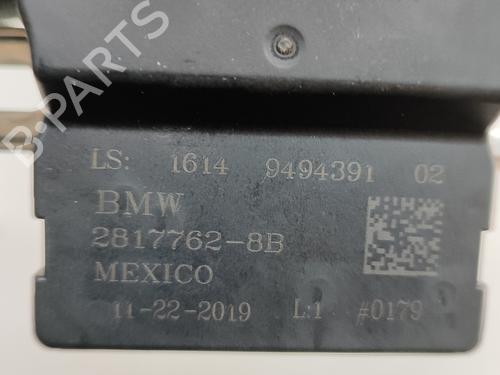 B-PARTS
LS: 1614 9494391 02
BMW
2817762-8B
MEXICO
11-22-2019 L:1 #0179